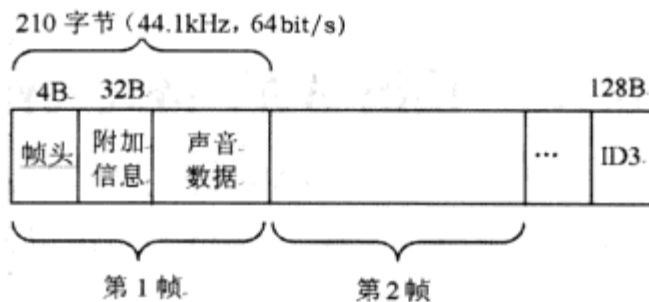 210 字节（44.1kHz，64bit/s）
4B 32B 128B
帧头 附加信息 声音数据 … ID3
第1帧 第2帧